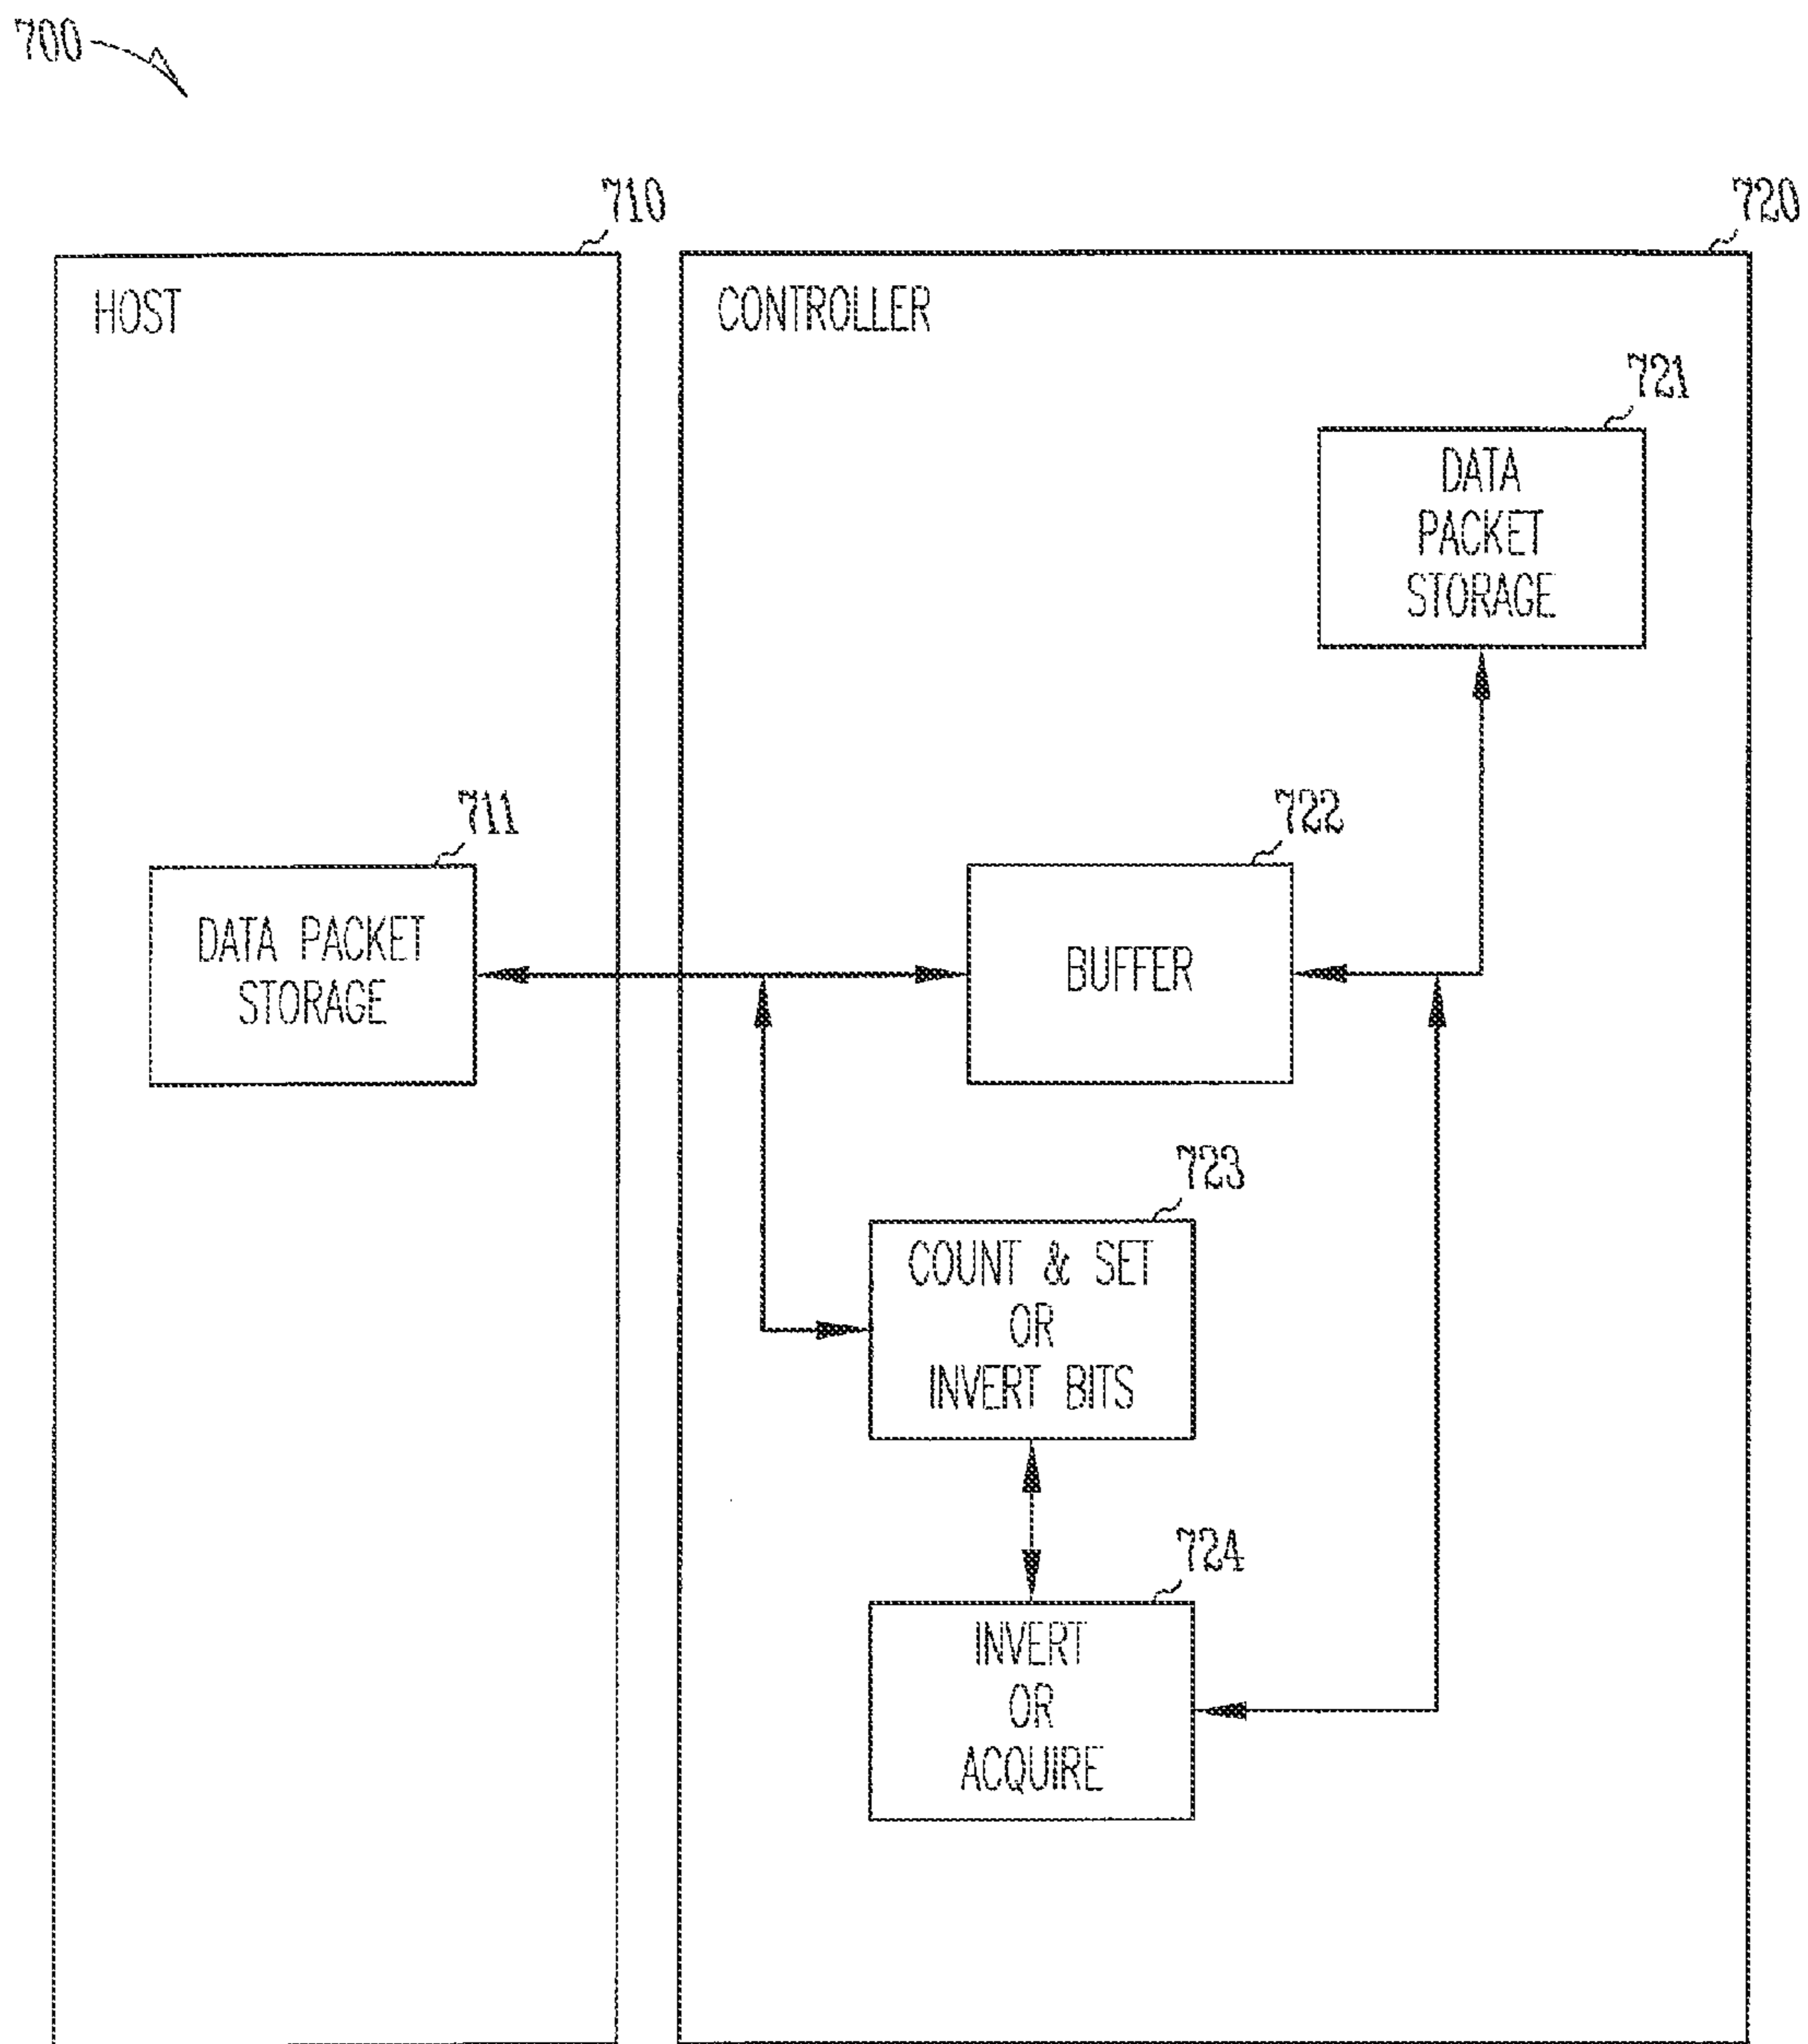 700
710
720
HOST
CONTROLLER
721
DATA
PACKET
STORAGE
711
722
DATA PACKET
STORAGE
BUFFER
723
COUNT & SET
OR
INVERT BITS
724
INVERT
OR
ACQUIRE